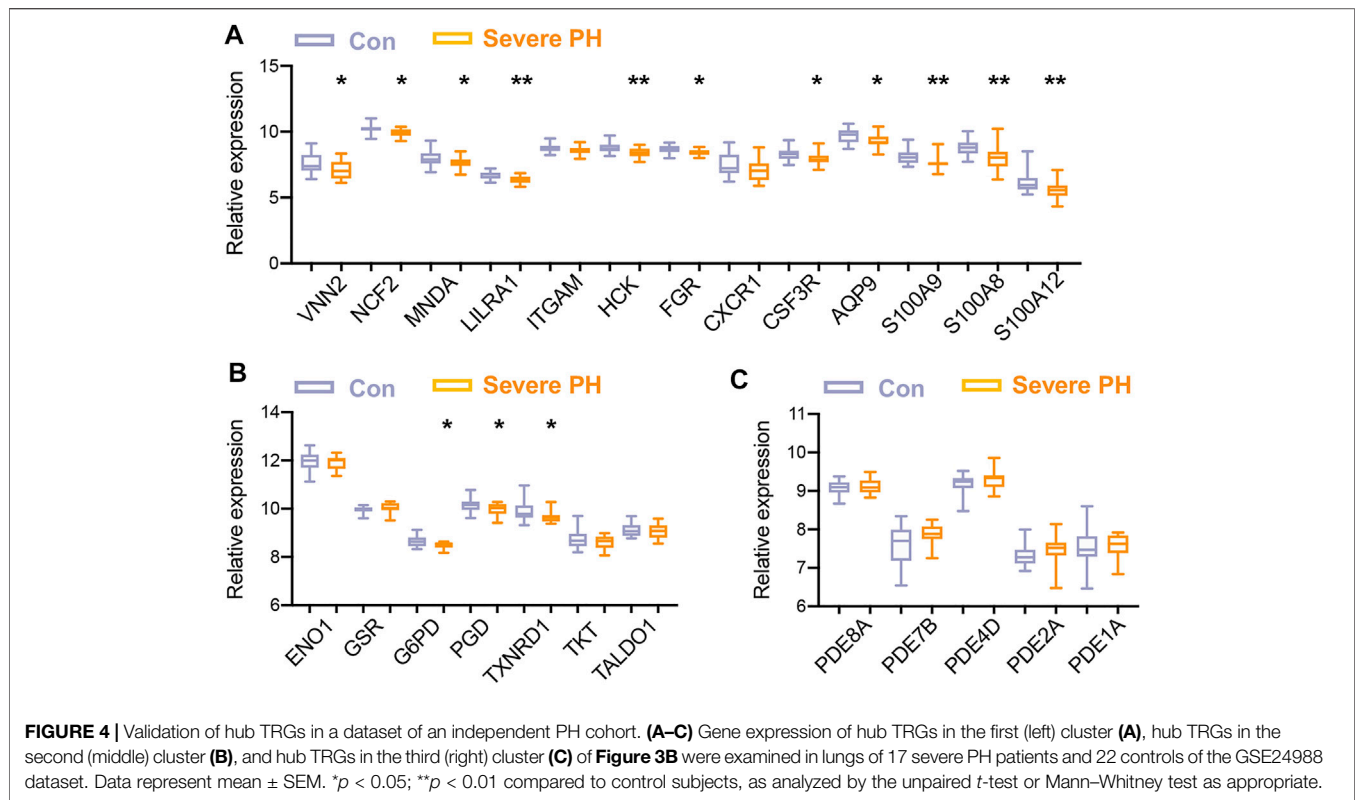 A
Con Severe PH
Relative expression
15
10
5
0
* * * ** ** * * * ** ** **
VNN2 NCF2 MNDA LILRA1 ITGAM HCK FGR CXCR1 CSF3R AQP9 S100A9 S100A8 S100A12
B
Con Severe PH
Relative expression
14
12
10
8
6
* * *
ENO1 GSR G6PD PGD TXNRD1 TKT TALDO1
C
Con Severe PH
Relative expression
11
10
9
8
7
6
PDE8A PDE7B PDE4D PDE2A PDE1A
FIGURE 4 | Validation of hub TRGs in a dataset of an independent PH cohort. (A–C) Gene expression of hub TRGs in the first (left) cluster (A), hub TRGs in the
second (middle) cluster (B), and hub TRGs in the third (right) cluster (C) of Figure 3B were examined in lungs of 17 severe PH patients and 22 controls of the GSE24988
dataset. Data represent mean ± SEM. *p < 0.05; **p < 0.01 compared to control subjects, as analyzed by the unpaired t-test or Mann–Whitney test as appropriate.